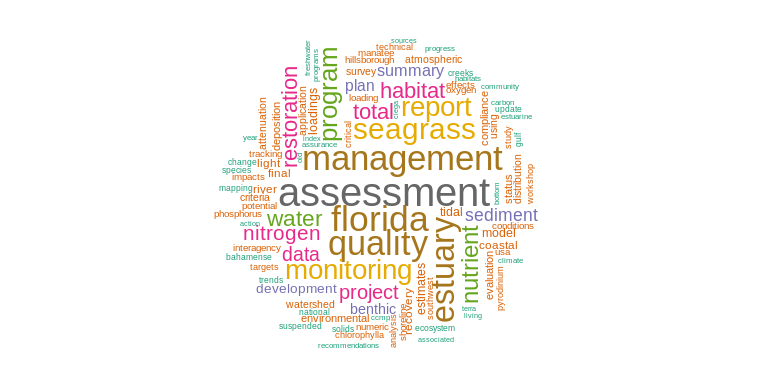 sources
technical
progress
manatee
hillsborough
atmospheric
freshwater
programs
program
survey
summary
creeks
habitats
plan
habitat
effects
oxygen
community
restoration
loading
total
report
carbon
update
estuarine
attenuation
deposition
application
loadings
critical
ciega
seagrass
compliance
using
study
gulf
year
index
assurance
tracking
old
management
change
light
species
impacts
final
mapping
assessment
bottom
status
distribution
workshop
river
criteria
potential
phosphorus
action
water
florida
tidal
sediment
conditions
nitrogen
quality
estuary
model
coastal
interagency
bahamense
data
usa
climate
targets
monitoring
nutrient
evaluation
pyrodinium
trends
development
project
estimates
southwest
watershed
national
benthic
recovery
shoreline
terra
living
environmental
ccmp
suspended
solids
numeric
analysis
ecosystem
chlorophylla
associated
recommendations